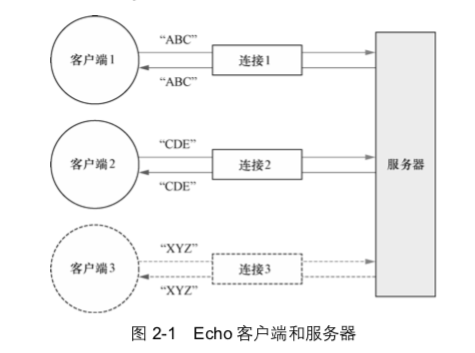 “ABC”
客户端1
连接1
“ABC”
“CDE”
客户端2
连接2
服务器
“CDE”
“XYZ”
客户端3
连接3
“XYZ”
图 2-1 Echo 客户端和服务器